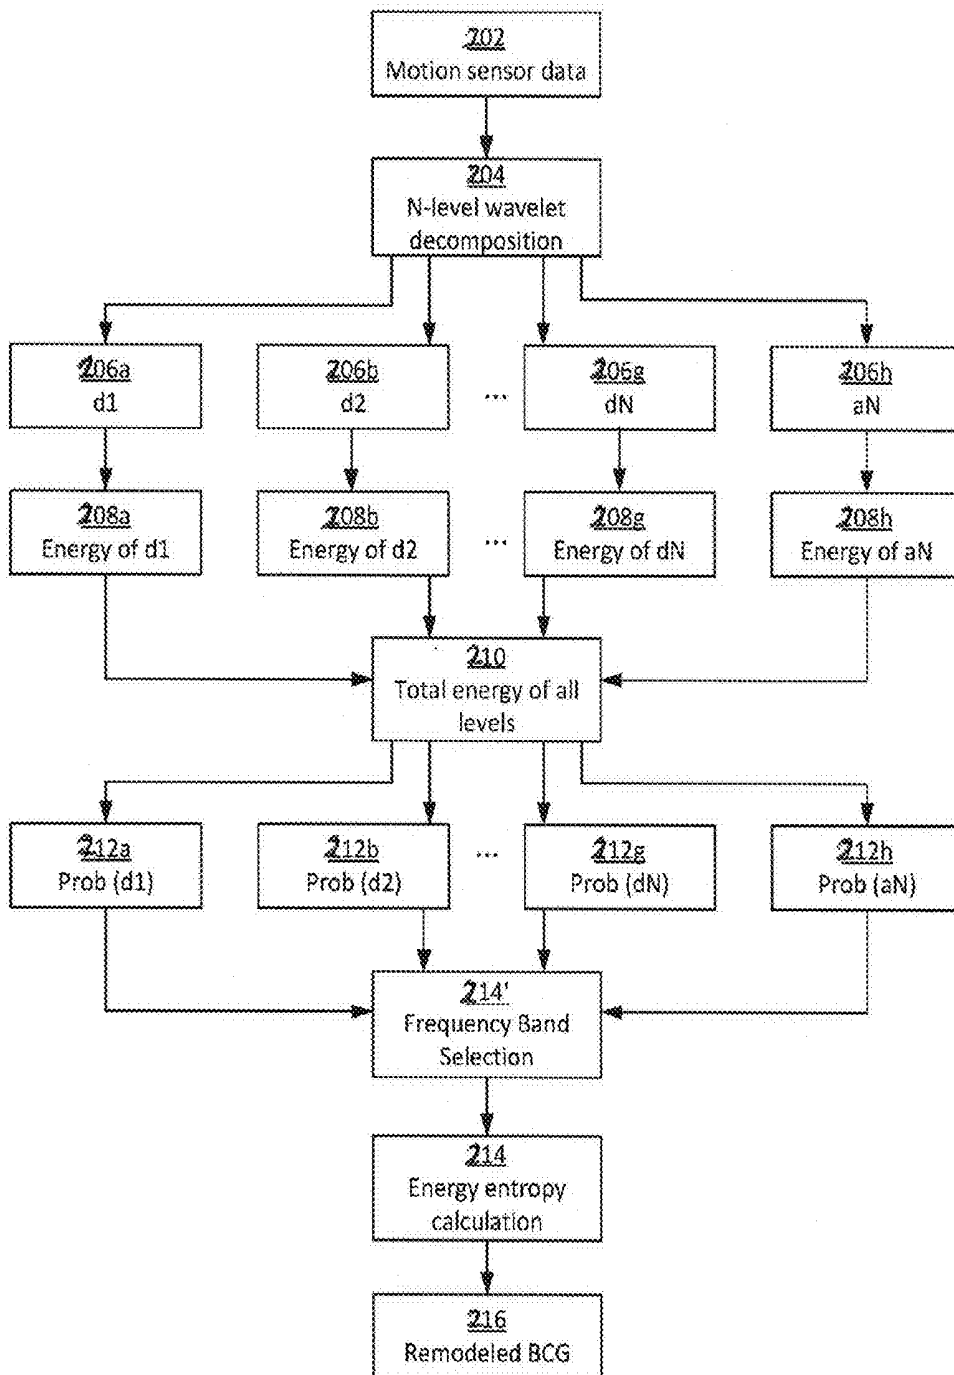 202
Motion sensor data
204
N-level wavelet
decomposition
206a
d1
206b
d2
...
206g
dN
206h
aN
208a
Energy of d1
208b
Energy of d2
...
208g
Energy of dN
208h
Energy of aN
210
Total energy of all
levels
212a
Prob (d1)
212b
Prob (d2)
...
212g
Prob (dN)
212h
Prob (aN)
214'
Frequency Band
Selection
214
Energy entropy
calculation
216
Remodeled BCG